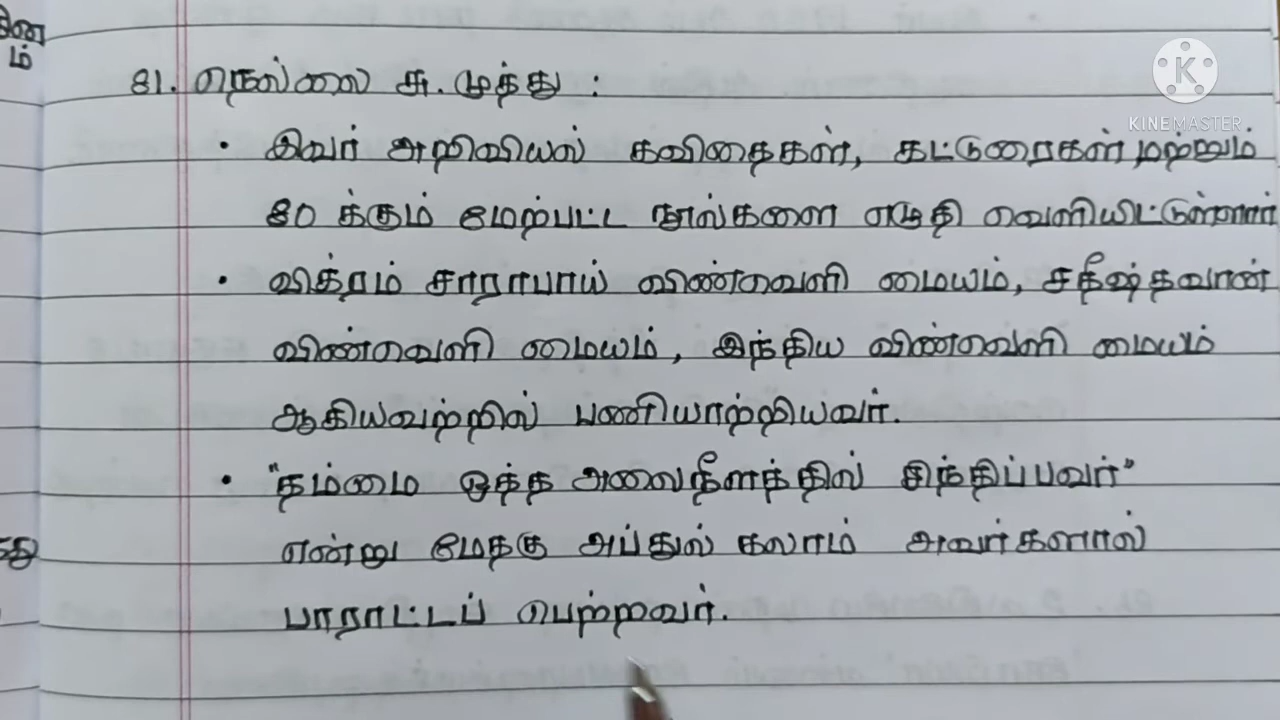 81. நெல்லை சு. முத்து :
• இவர் அறிவியல் கவிதைகள், கட்டுரைகள் மற்றும்
80 க்கும் மேற்பட்ட நூல்களை எழுதி வெளியிட்டுள்ளார்
• விக்ரம் சாராபாய் விண்வெளி மையம், சதீஷ்தவான்
விண்வெளி மையம், இந்திய விண்வெளி மையம்
ஆகியவற்றில் பணியாற்றியவர்.
• "தம்மை ஒத்த அலைநீளத்தில் சிந்திப்பவர்"
என்று மேதகு அப்துல் கலாம் அவர்களால்
பாராட்டப் பெற்றவர்.
KINEMASTER